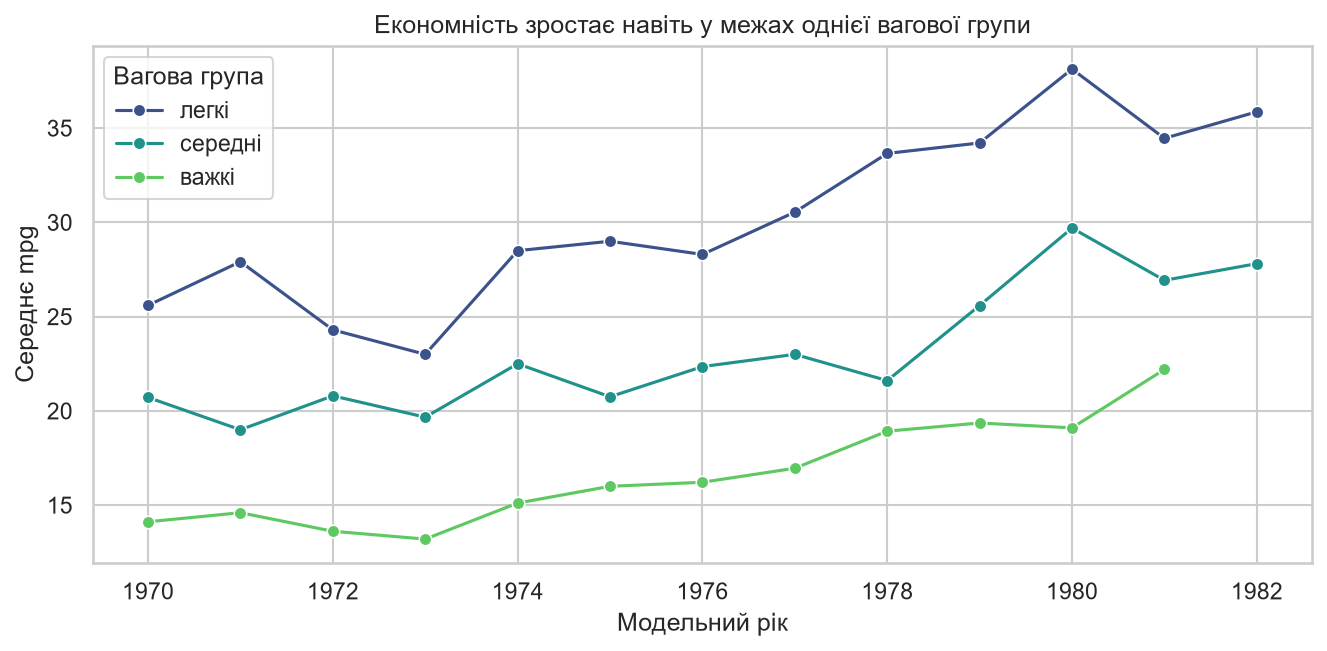 Економність зростає навіть у межах однієї вагової групи
Вагова група
легкі
середні
важкі
Середнє mpg
35
30
25
20
15
1970 1972 1974 1976 1978 1980 1982
Модельний рік